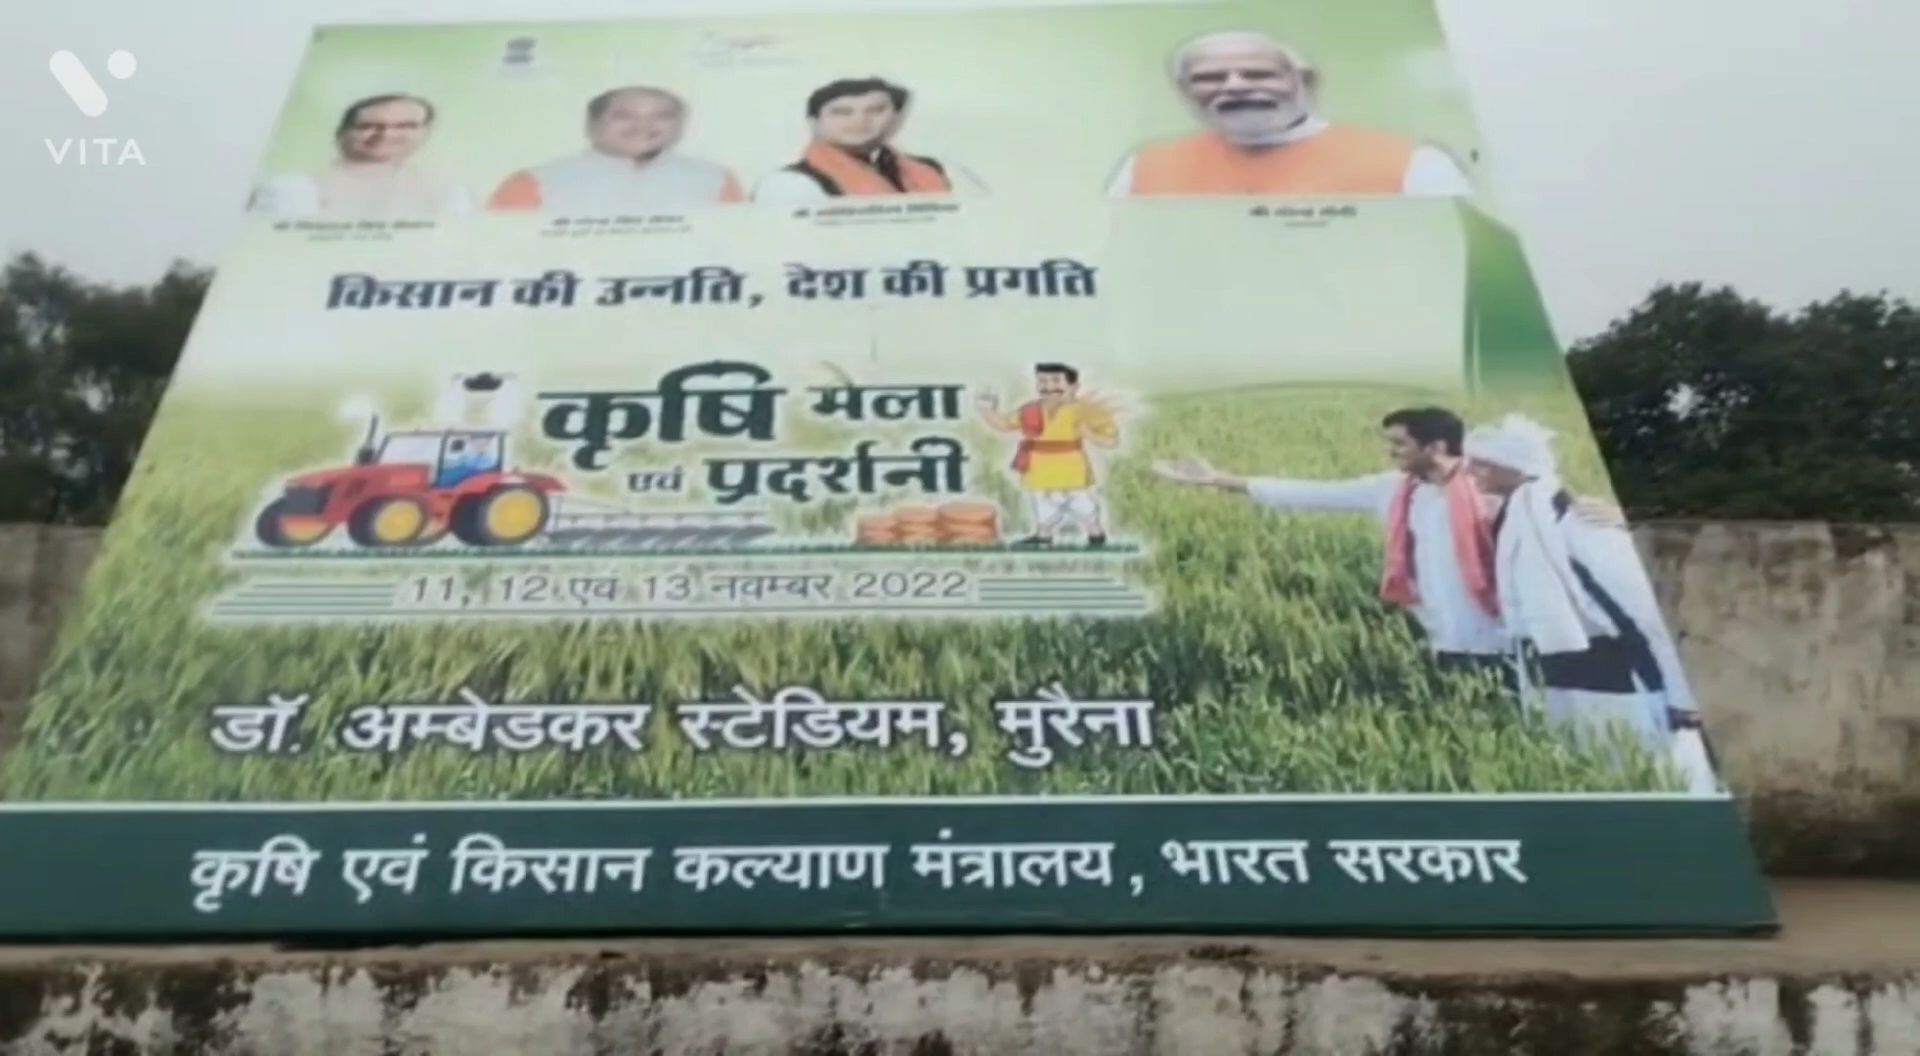 VITA
किसान की उन्नति, देश की प्रगति
कृषि मेला
एवं प्रदर्शनी
11, 12 एवं 13 नवम्बर 2022
डॉ. अम्बेडकर स्टेडियम, मुरैना
कृषि एवं किसान कल्याण मंत्रालय, भारत सरकार